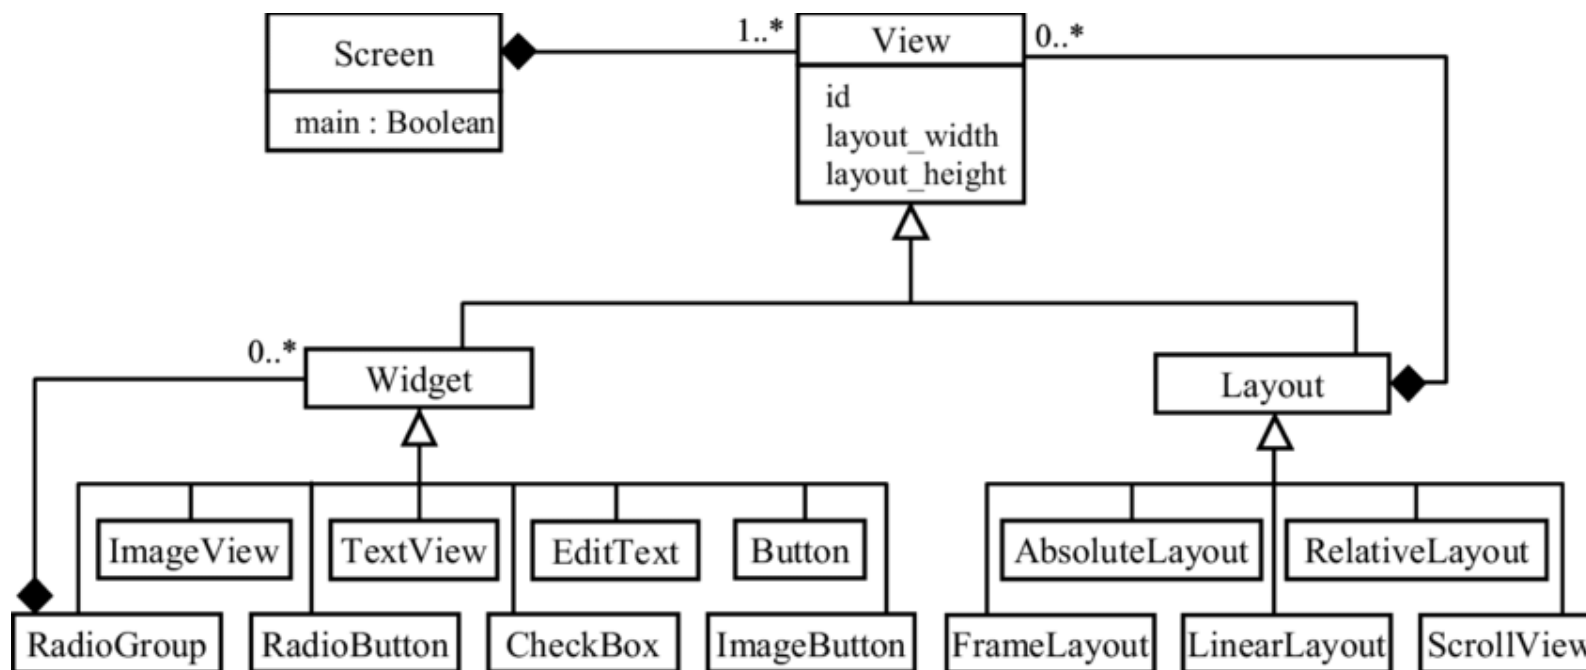 Screen
main : Boolean
1..*
View
0..*
id
layout_width
layout_height
0..*
Widget
Layout
ImageView
TextView
EditText
Button
AbsoluteLayout
RelativeLayout
RadioGroup
RadioButton
CheckBox
ImageButton
FrameLayout
LinearLayout
ScrollView